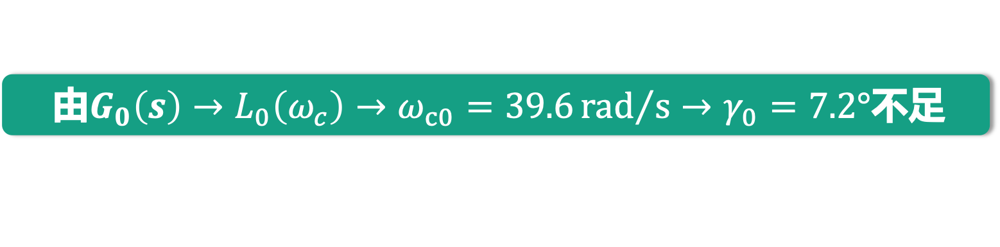 由G₀(s) → L₀(ω_c) → ω_c0 = 39.6 rad/s → γ₀ = 7.2°不足